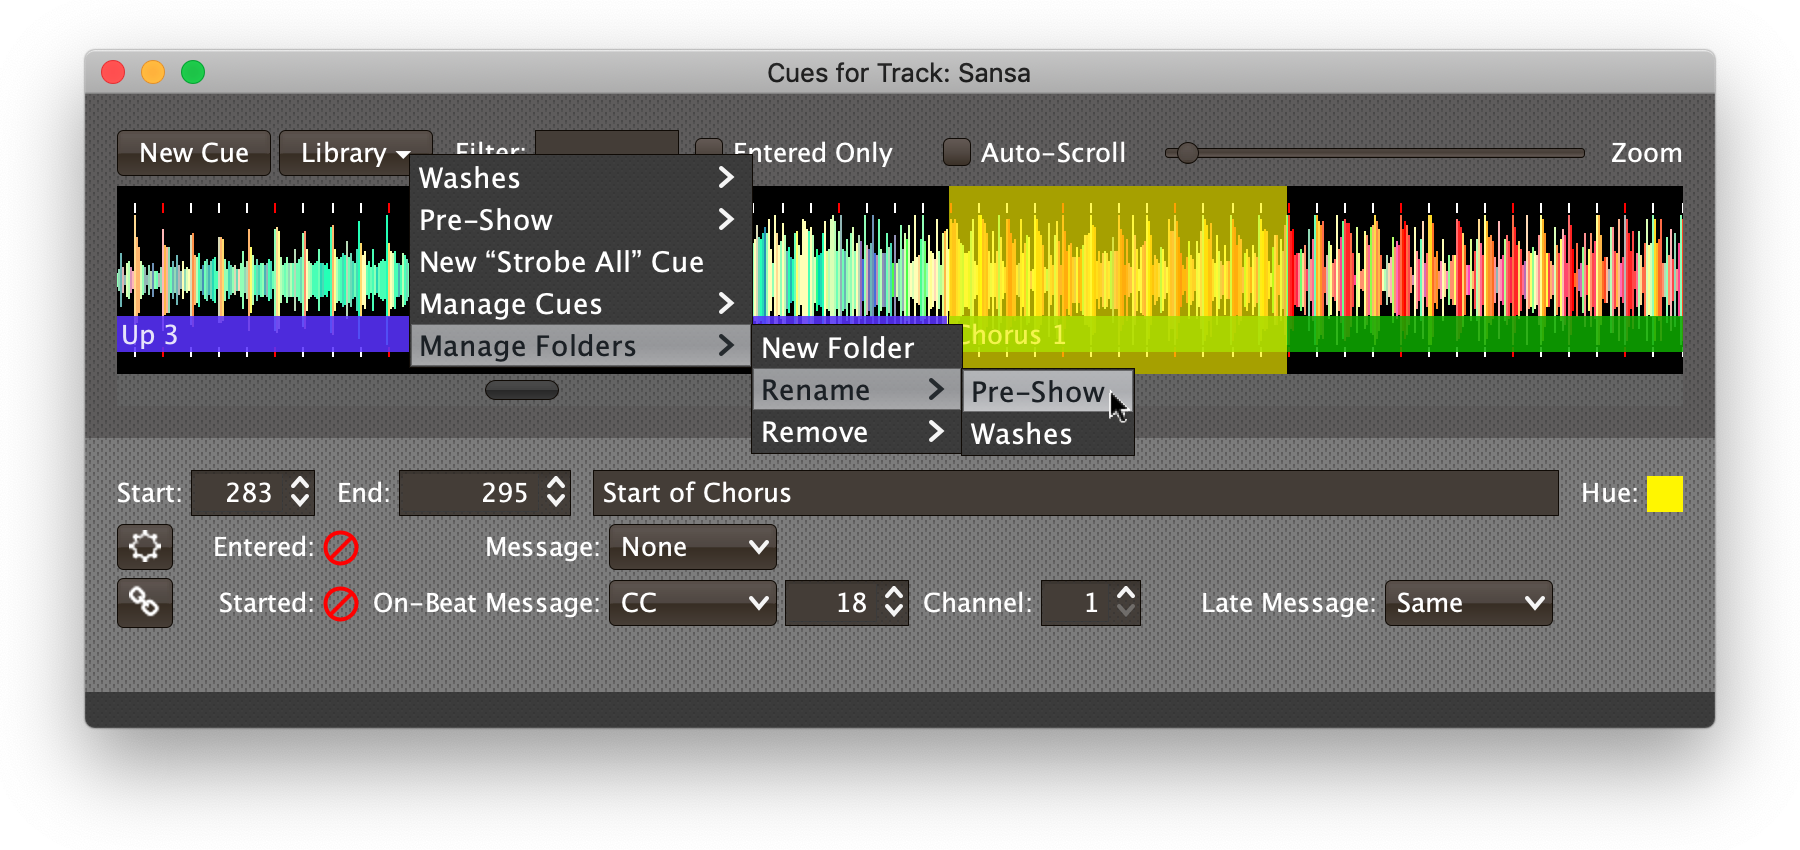 Cues for Track: Sansa
New Cue Library Filter: Entered Only Auto-Scroll Zoom
Washes
Pre-Show
New “Strobe All” Cue
Manage Cues
Up 3 Chorus 1
Manage Folders
New Folder
Rename
Pre-Show
Remove
Washes
Start: 283 End: 295 Start of Chorus Hue:
Entered: Message: None
Started: On-Beat Message: CC 18 Channel: 1 Late Message: Same